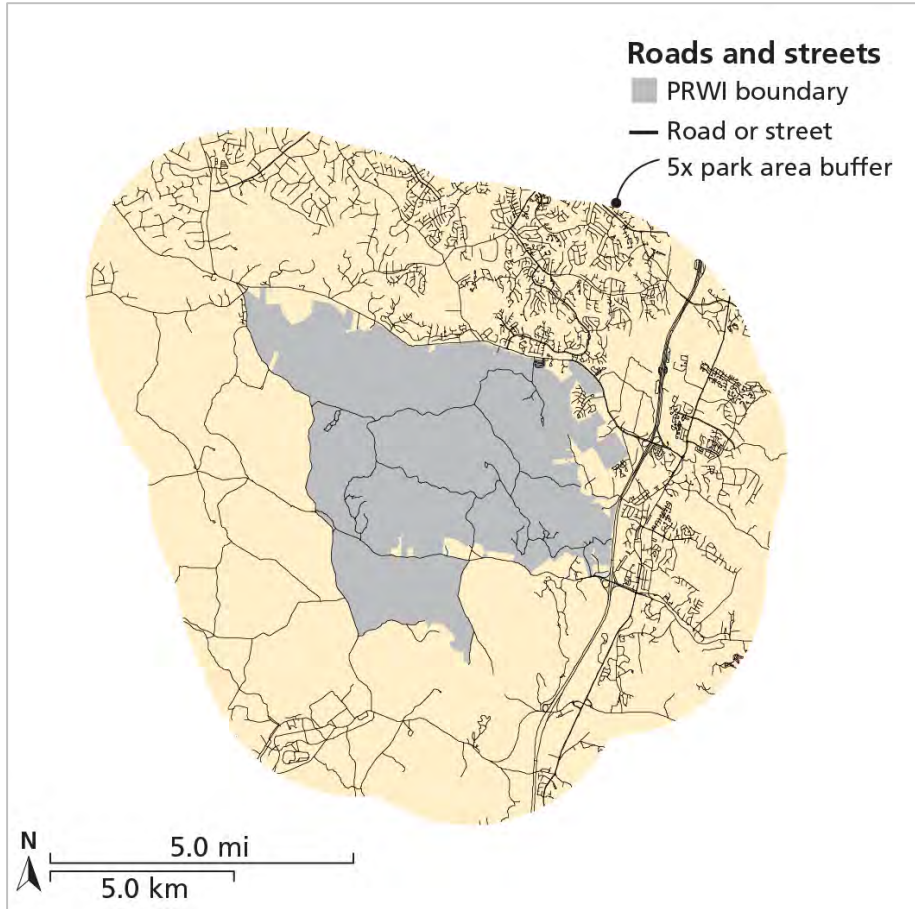 Roads and streets
PRWI boundary
Road or street
5x park area buffer
N
5.0 mi
5.0 km